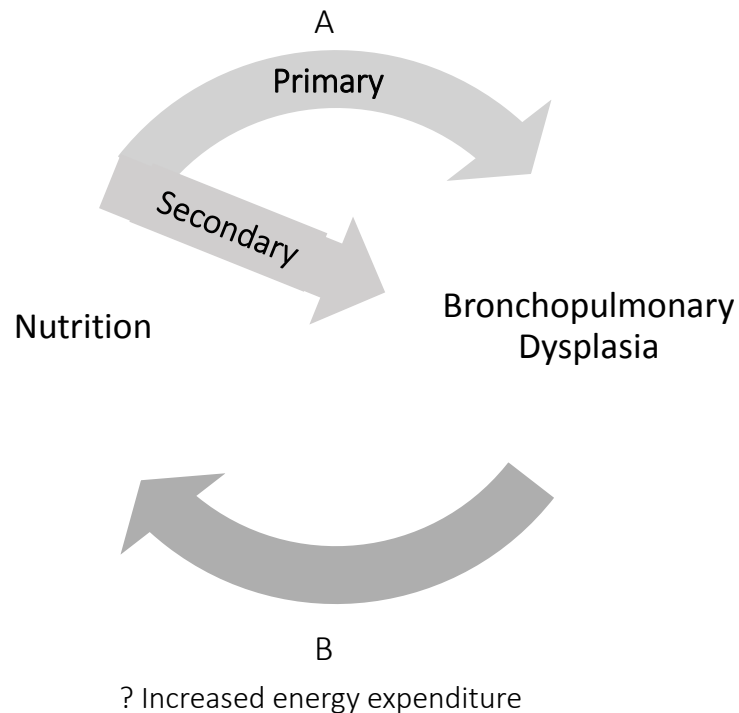 A
Primary
Secondary
Nutrition
Bronchopulmonary
Dysplasia
B
? Increased energy expenditure